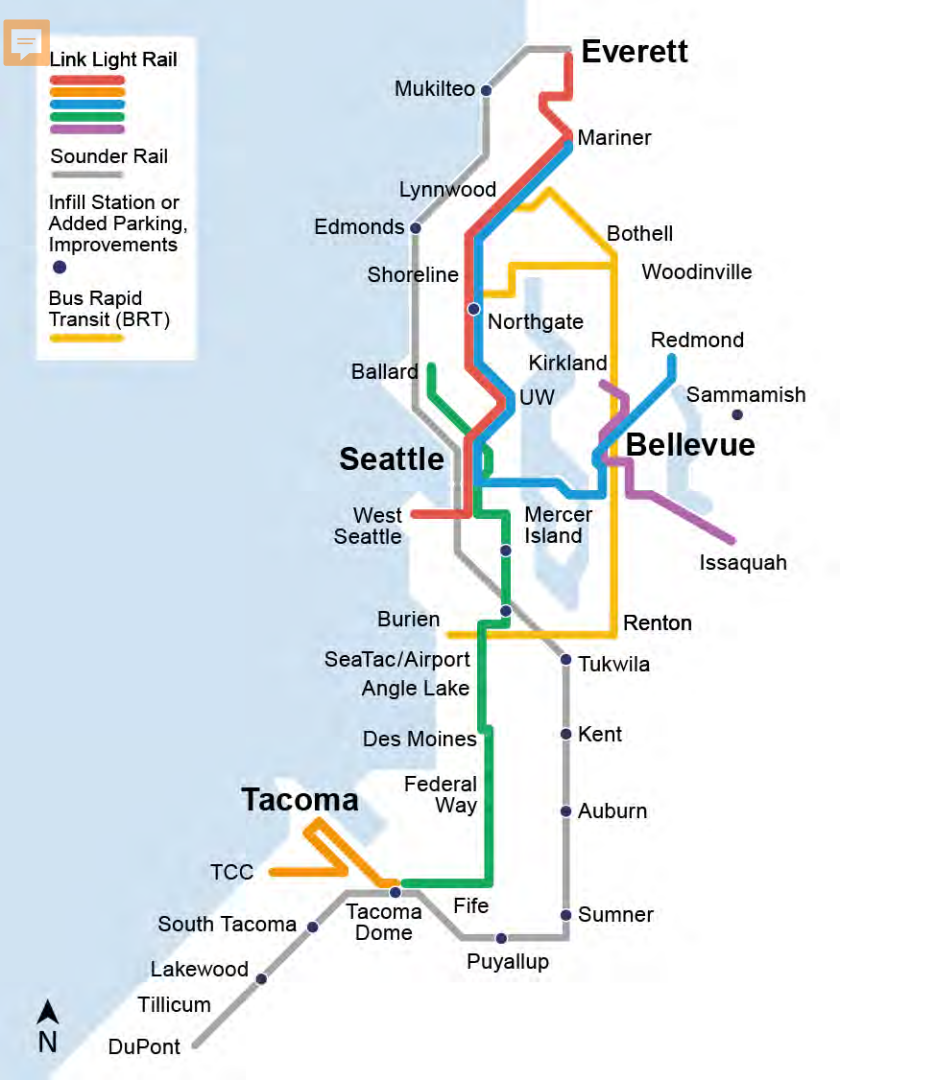 Link Light Rail
Sounder Rail
Infill Station or
Added Parking,
Improvements
Bus Rapid
Transit (BRT)
Everett
Mukilteo
Mariner
Lynnwood
Edmonds
Bothell
Shoreline
Woodinville
Northgate
Redmond
Kirkland
Ballard
Sammamish
UW
Bellevue
Seattle
West
Seattle
Mercer
Island
Issaquah
Burien
Renton
SeaTac/Airport
Tukwila
Angle Lake
Des Moines
Kent
Federal
Way
Tacoma
Auburn
TCC
Fife
Tacoma
Dome
Sumner
South Tacoma
Puyallup
Lakewood
Tillicum
DuPont
N